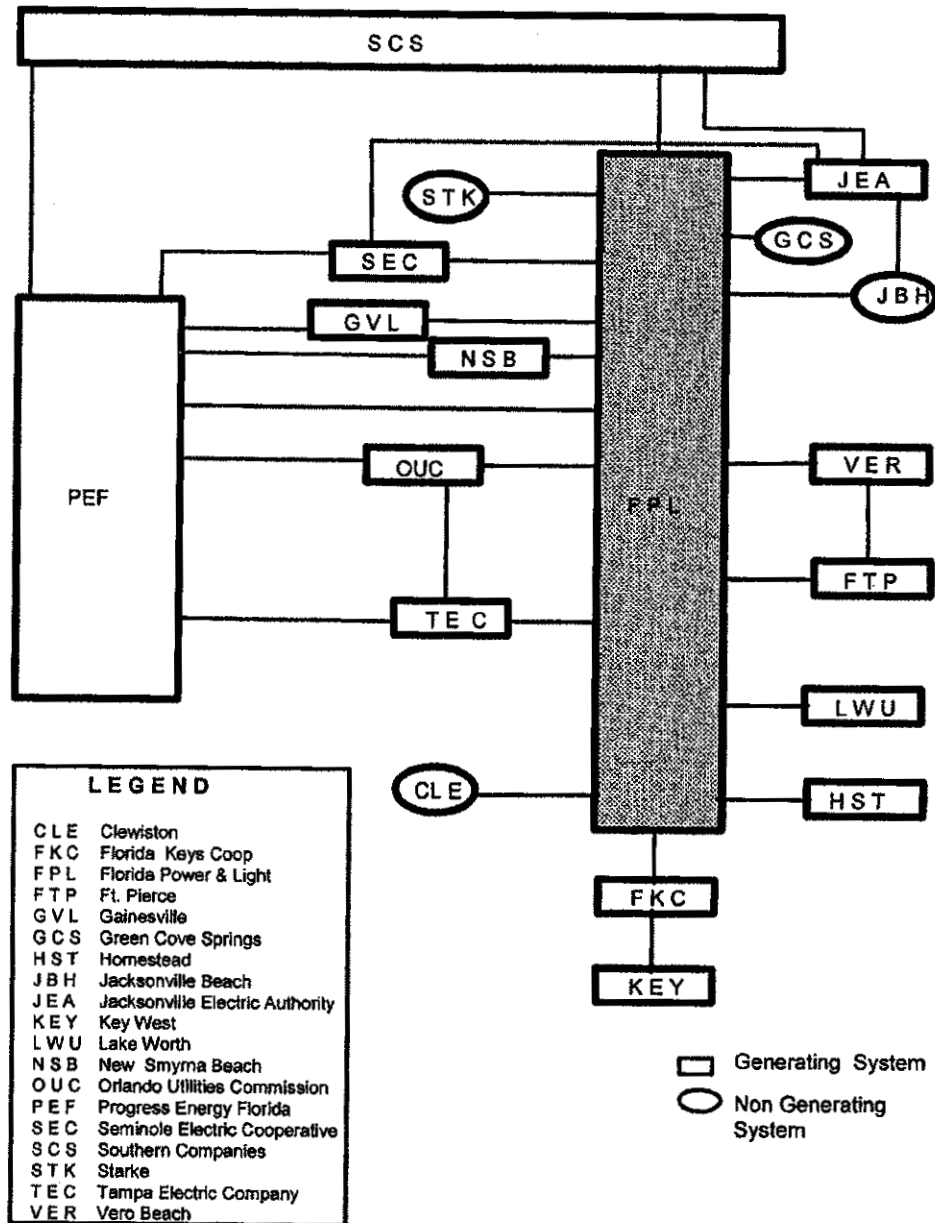 SCS
JEA
STK
GCS
SEC
JBH
GVL
NSB
OUC
VER
PEF
FPL
FTP
TEC
LWU
CLE
HST
FKC
KEY
LEGEND
CLE Clewiston
FKC Florida Keys Coop
FPL Florida Power & Light
FTP Ft. Pierce
GVL Gainesville
GCS Green Cove Springs
HST Homestead
JBH Jacksonville Beach
JEA Jacksonville Electric Authority
KEY Key West
LWU Lake Worth
NSB New Smyrna Beach
OUC Orlando Utilities Commission
PEF Progress Energy Florida
SEC Seminole Electric Cooperative
SCS Southern Companies
STK Starke
TEC Tampa Electric Company
VER Vero Beach
Generating System
Non Generating
System